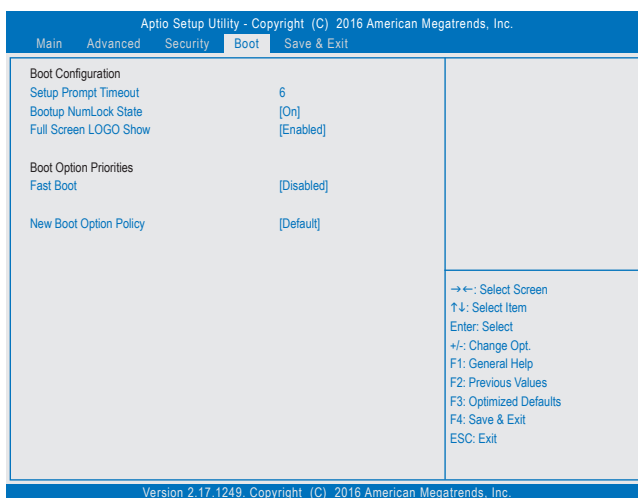 Aptio Setup Utility - Copyright (C) 2016 American Megatrends, Inc.
Main Advanced Security Boot Save & Exit
Boot Configuration
Setup Prompt Timeout 6
Bootup NumLock State [On]
Full Screen LOGO Show [Enabled]
Boot Option Priorities
Fast Boot [Disabled]
New Boot Option Policy [Default]
→←: Select Screen
↑↓: Select Item
Enter: Select
+/-: Change Opt.
F1: General Help
F2: Previous Values
F3: Optimized Defaults
F4: Save & Exit
ESC: Exit
Version 2.17.1249. Copyright (C) 2016 American Megatrends, Inc.